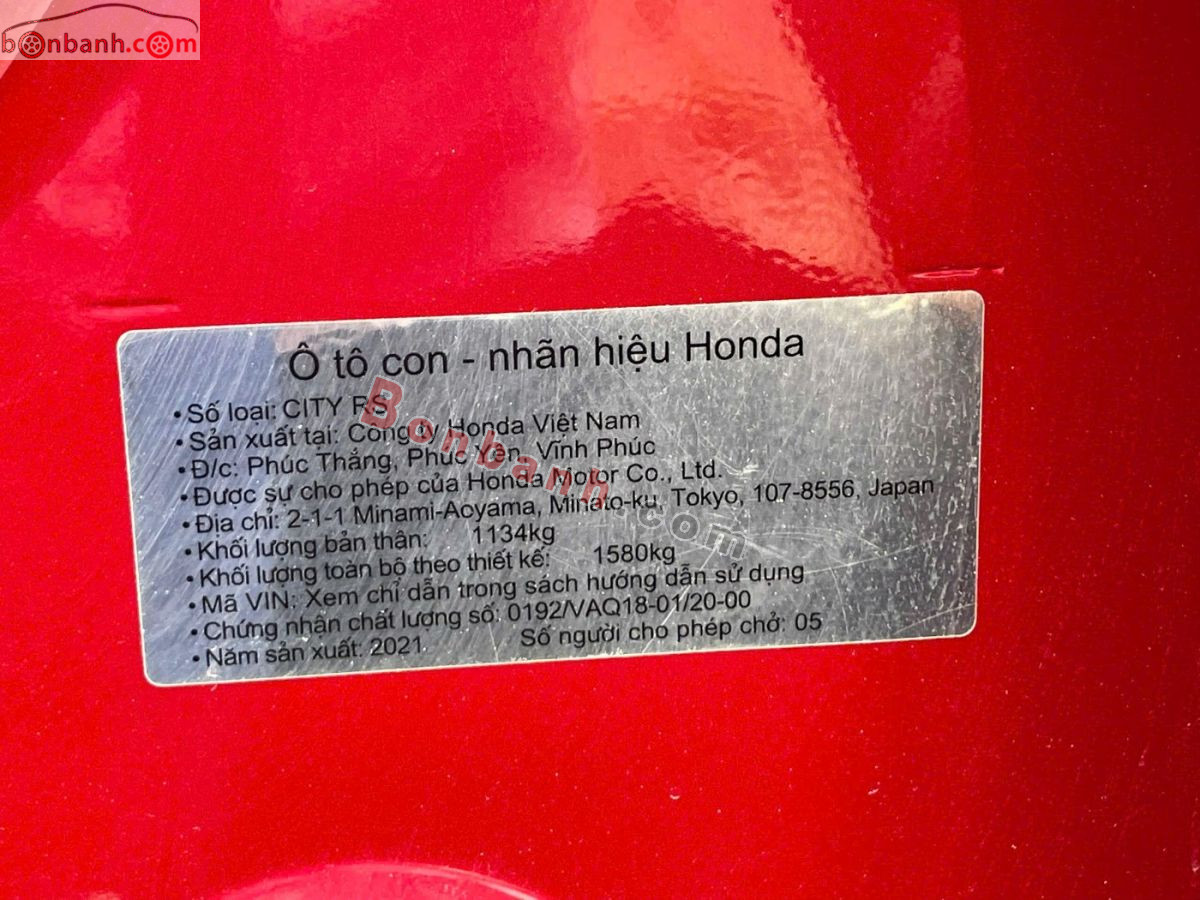 bonbanh.com
Ô tô con - nhãn hiệu Honda
• Số loại: CITY RS
• Sản xuất tại: Công ty Honda Việt Nam
• Đ/c: Phúc Thắng, Phúc Yên, Vĩnh Phúc
• Được sự cho phép của Honda Motor Co., Ltd.
• Địa chỉ: 2-1-1 Minami-Aoyama, Minato-ku, Tokyo, 107-8556, Japan
• Khối lượng bản thân: 1134kg
• Khối lượng toàn bộ theo thiết kế: 1580kg
• Mã VIN: Xem chỉ dẫn trong sách hướng dẫn sử dụng
• Chứng nhận chất lượng số: 0192/VAQ18-01/20-00
• Năm sản xuất: 2021 Số người cho phép chở: 05
Bonbanh.com